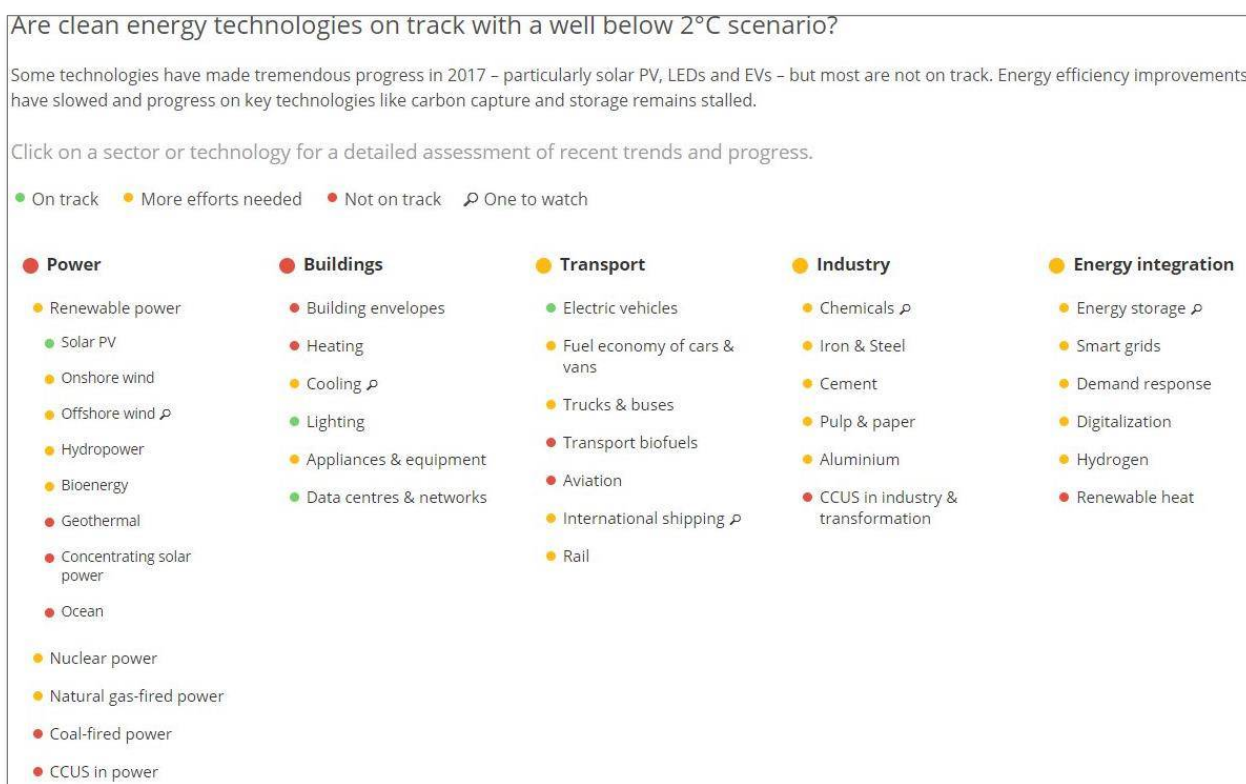 Are clean energy technologies on track with a well below 2°C scenario?
Some technologies have made tremendous progress in 2017 – particularly solar PV, LEDs and EVs – but most are not on track. Energy efficiency improvements
have slowed and progress on key technologies like carbon capture and storage remains stalled.
Click on a sector or technology for a detailed assessment of recent trends and progress.
On track More efforts needed Not on track One to watch
Power
Renewable power
Solar PV
Onshore wind
Offshore wind
Hydropower
Bioenergy
Geothermal
Concentrating solar
power
Ocean
Nuclear power
Natural gas-fired power
Coal-fired power
CCUS in power
Buildings
Building envelopes
Heating
Cooling
Lighting
Appliances & equipment
Data centres & networks
Transport
Electric vehicles
Fuel economy of cars &
vans
Trucks & buses
Transport biofuels
Aviation
International shipping
Rail
Industry
Chemicals
Iron & Steel
Cement
Pulp & paper
Aluminium
CCUS in industry &
transformation
Energy integration
Energy storage
Smart grids
Demand response
Digitalization
Hydrogen
Renewable heat